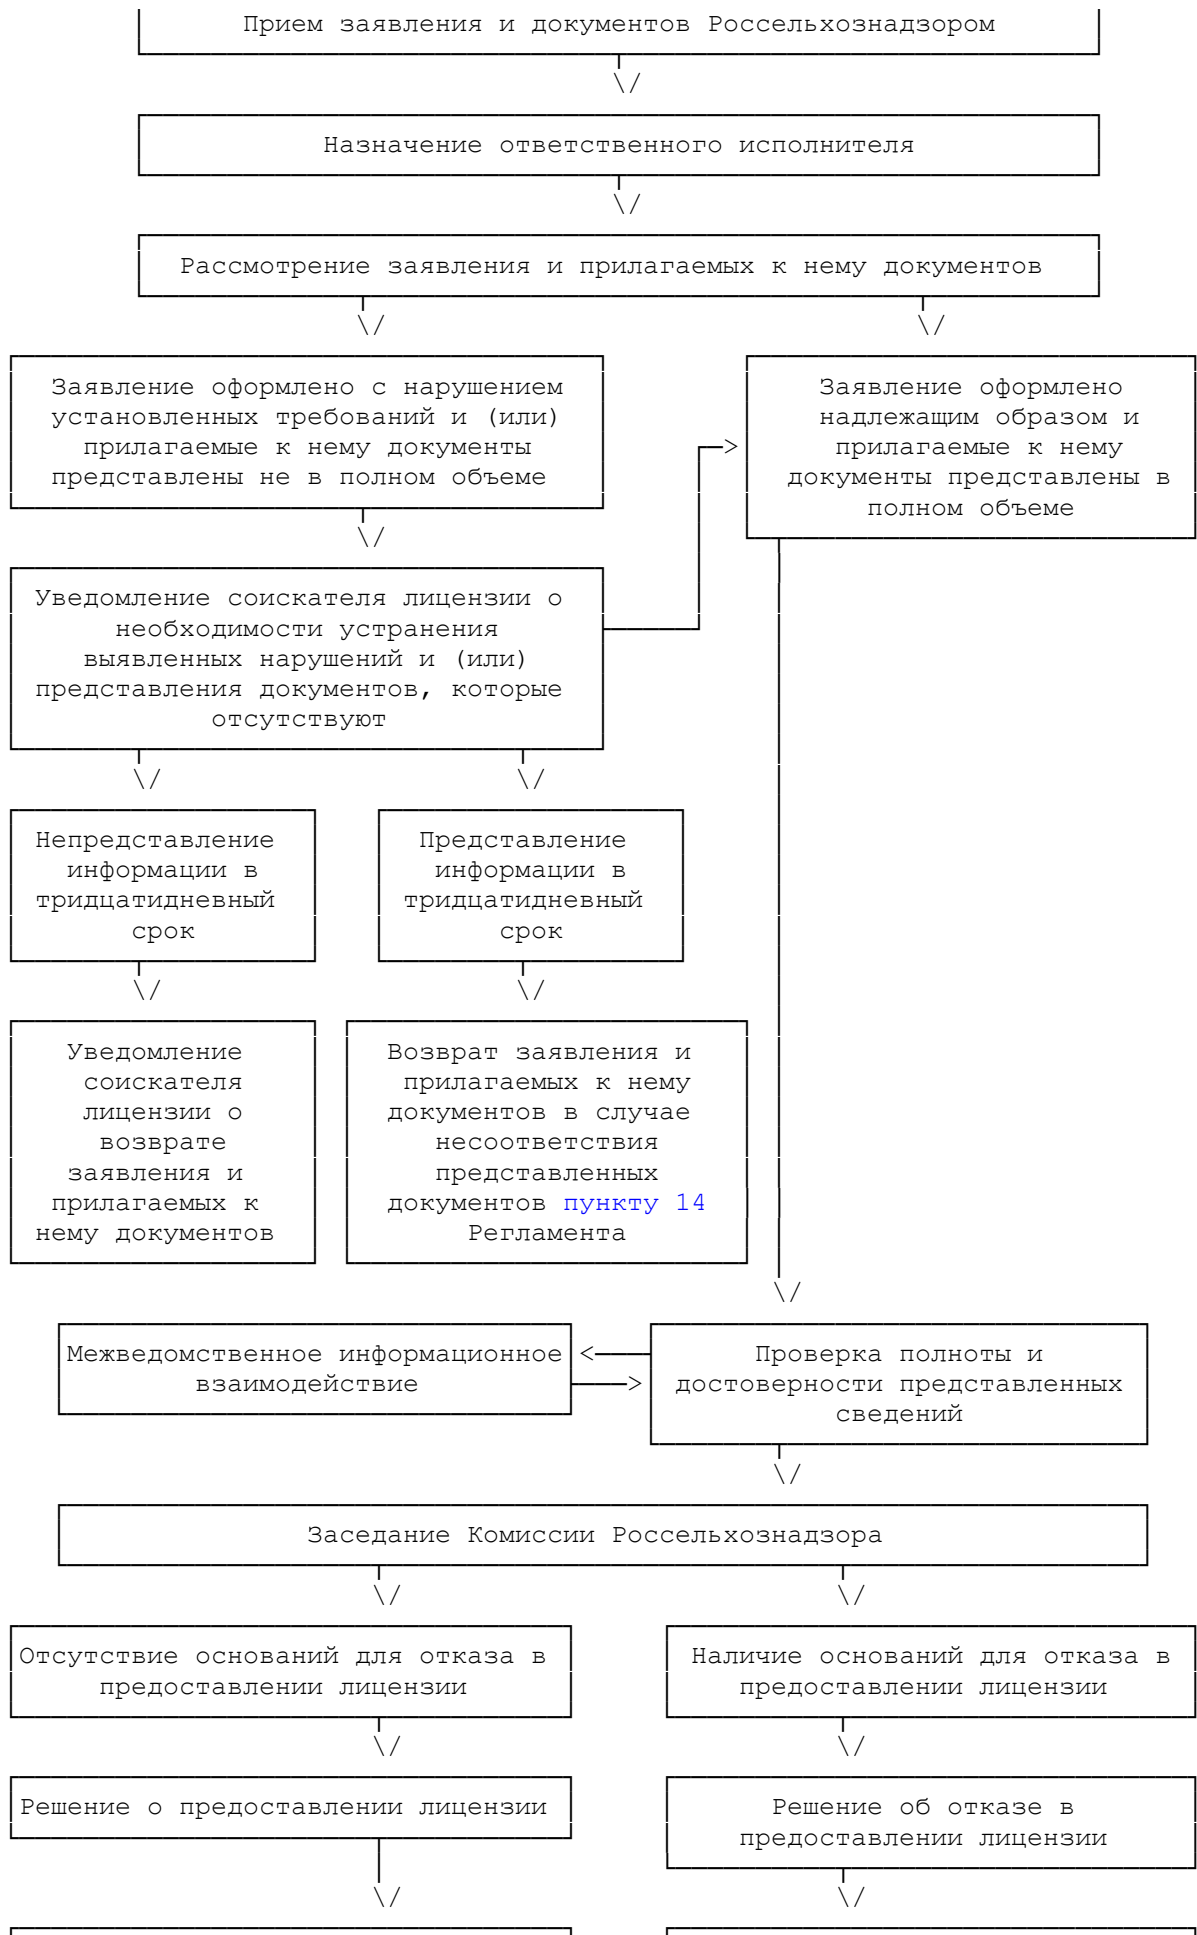 Прием заявления и документов Россельхознадзором
Назначение ответственного исполнителя
Рассмотрение заявления и прилагаемых к нему документов
Заявление оформлено с нарушением
установленных требований и (или)
прилагаемые к нему документы
представлены не в полном объеме
Заявление оформлено
надлежащим образом и
прилагаемые к нему
документы представлены в
полном объеме
Уведомление соискателя лицензии о
необходимости устранения
выявленных нарушений и (или)
представления документов, которые
отсутствуют
Непредставление
информации в
тридцатидневный
срок
Представление
информации в
тридцатидневный
срок
Уведомление
соискателя
лицензии о
возврате
заявления и
прилагаемых к
нему документов
Возврат заявления и
прилагаемых к нему
документов в случае
несоответствия
представленных
документов пункту 14
Регламента
Межведомственное информационное
взаимодействие
Проверка полноты и
достоверности представленных
сведений
Заседание Комиссии Россельхознадзора
Отсутствие оснований для отказа в
предоставлении лицензии
Наличие оснований для отказа в
предоставлении лицензии
Решение о предоставлении лицензии
Решение об отказе в
предоставлении лицензии